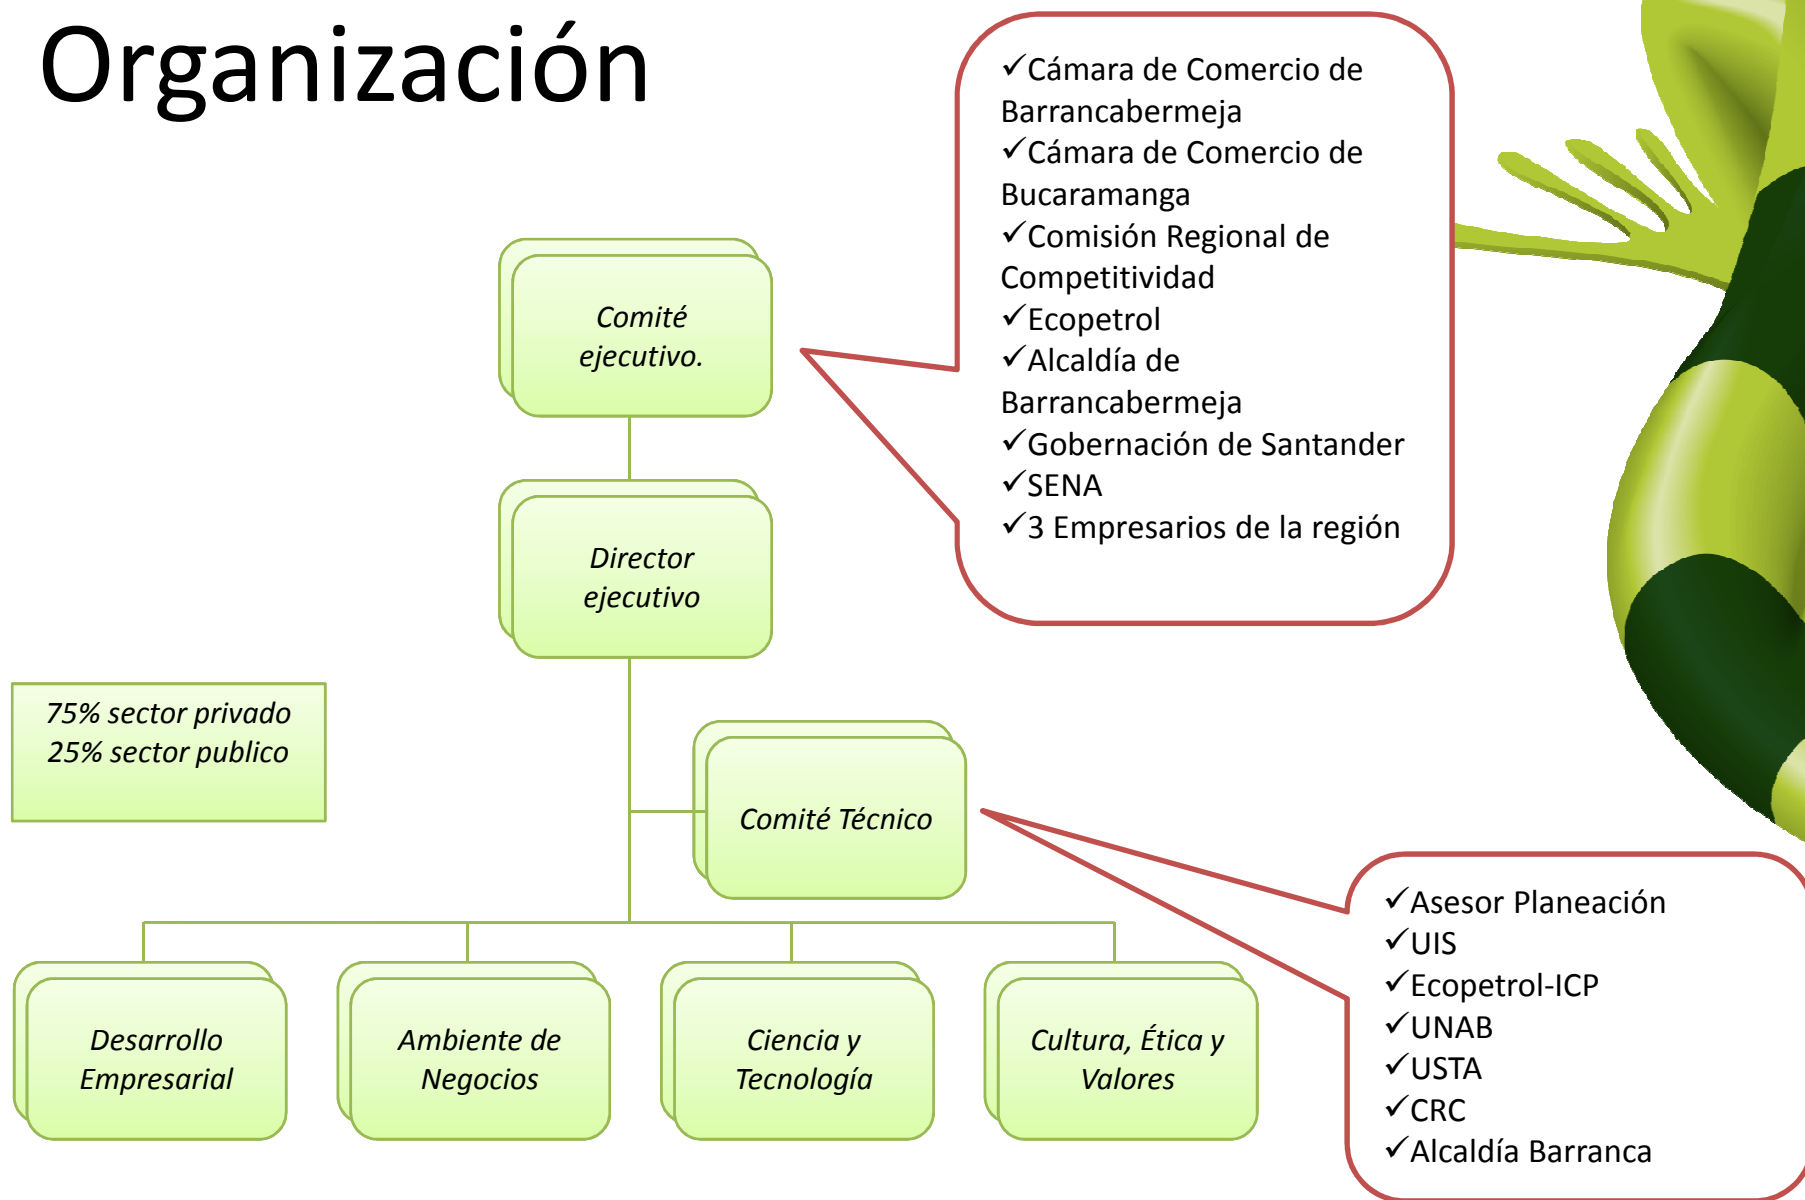 Organización
✓Cámara de Comercio de
Barrancabermeja
✓Cámara de Comercio de
Bucaramanga
✓Comisión Regional de
Competitividad
✓Ecopetrol
✓Alcaldía de
Barrancabermeja
✓Gobernación de Santander
✓SENA
✓3 Empresarios de la región
Comité
ejecutivo.
Director
ejecutivo
75% sector privado
25% sector publico
Comité Técnico
✓Asesor Planeación
✓UIS
✓Ecopetrol-ICP
✓UNAB
✓USTA
✓CRC
✓Alcaldía Barranca
Desarrollo
Empresarial
Ambiente de
Negocios
Ciencia y
Tecnología
Cultura, Ética y
Valores